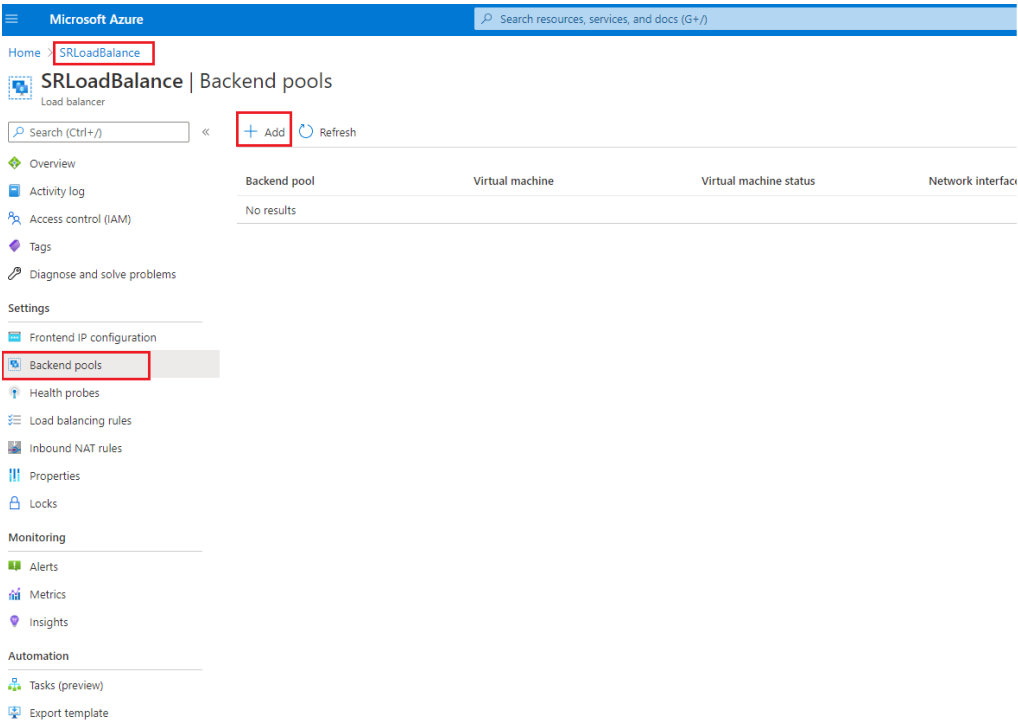 Microsoft Azure
Search resources, services, and docs (G+/)
Home > SRLoadBalance
SRLoadBalance | Backend pools
Load balancer
Search (Ctrl+/)
«
+ Add
Refresh
Overview
Activity log
Access control (IAM)
Tags
Diagnose and solve problems
Settings
Frontend IP configuration
Backend pools
Health probes
Load balancing rules
Inbound NAT rules
Properties
Locks
Monitoring
Alerts
Metrics
Insights
Automation
Tasks (preview)
Export template
Backend pool
Virtual machine
Virtual machine status
Network interface
No results